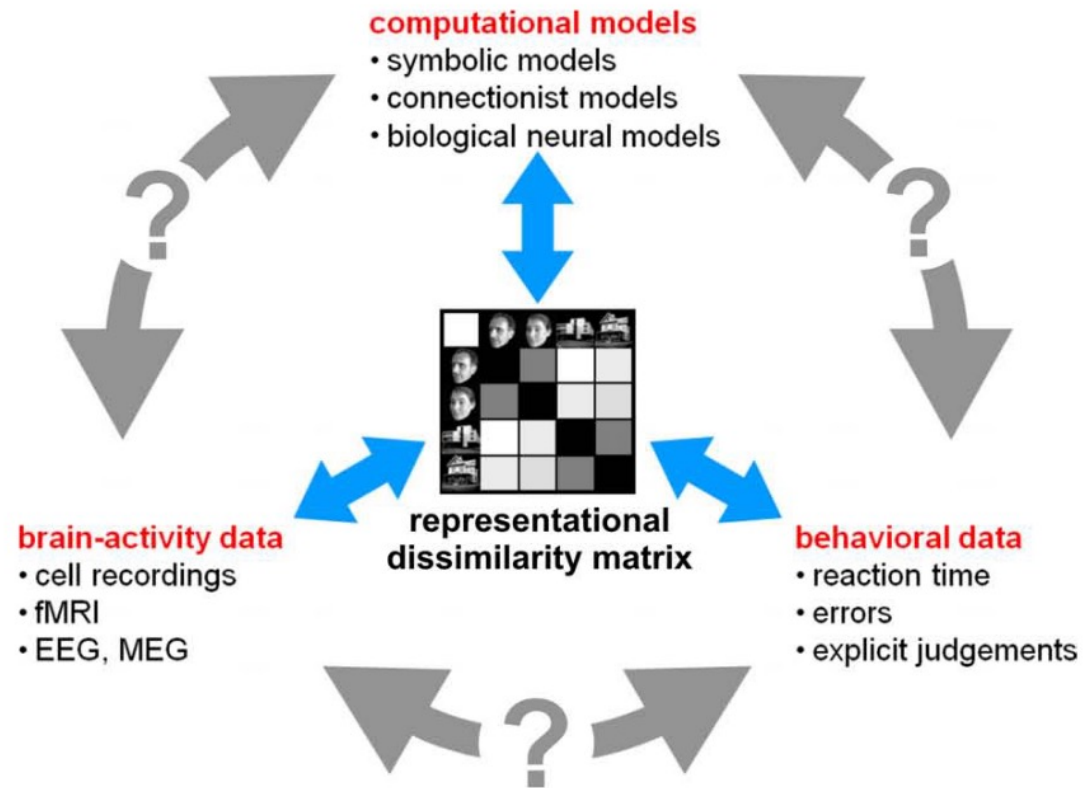 computational models
• symbolic models
• connectionist models
• biological neural models
?
?
representational
dissimilarity matrix
brain-activity data
• cell recordings
• fMRI
• EEG, MEG
behavioral data
• reaction time
• errors
• explicit judgements
?